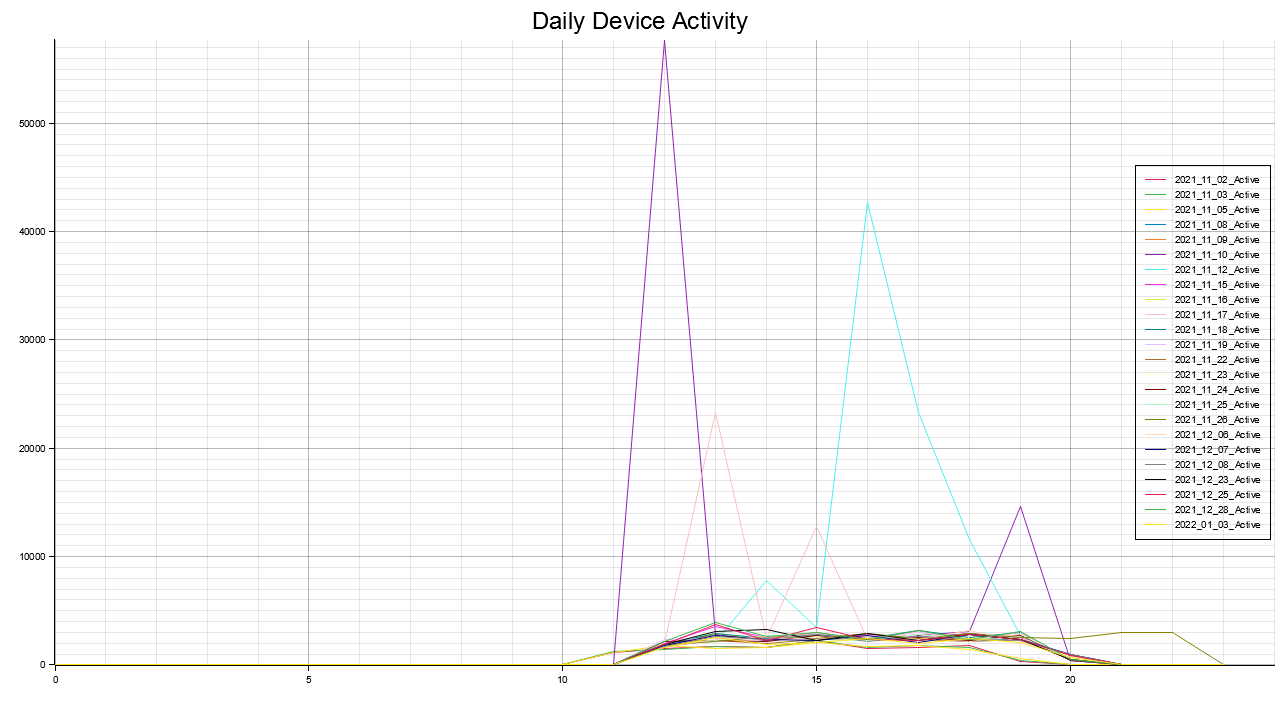 Daily Device Activity
50000
40000
30000
20000
10000
0
0
5
10
15
20
2021_11_02_Active
2021_11_03_Active
2021_11_05_Active
2021_11_08_Active
2021_11_09_Active
2021_11_10_Active
2021_11_12_Active
2021_11_15_Active
2021_11_16_Active
2021_11_17_Active
2021_11_18_Active
2021_11_19_Active
2021_11_22_Active
2021_11_23_Active
2021_11_24_Active
2021_11_25_Active
2021_11_26_Active
2021_12_06_Active
2021_12_07_Active
2021_12_08_Active
2021_12_23_Active
2021_12_25_Active
2021_12_28_Active
2022_01_03_Active